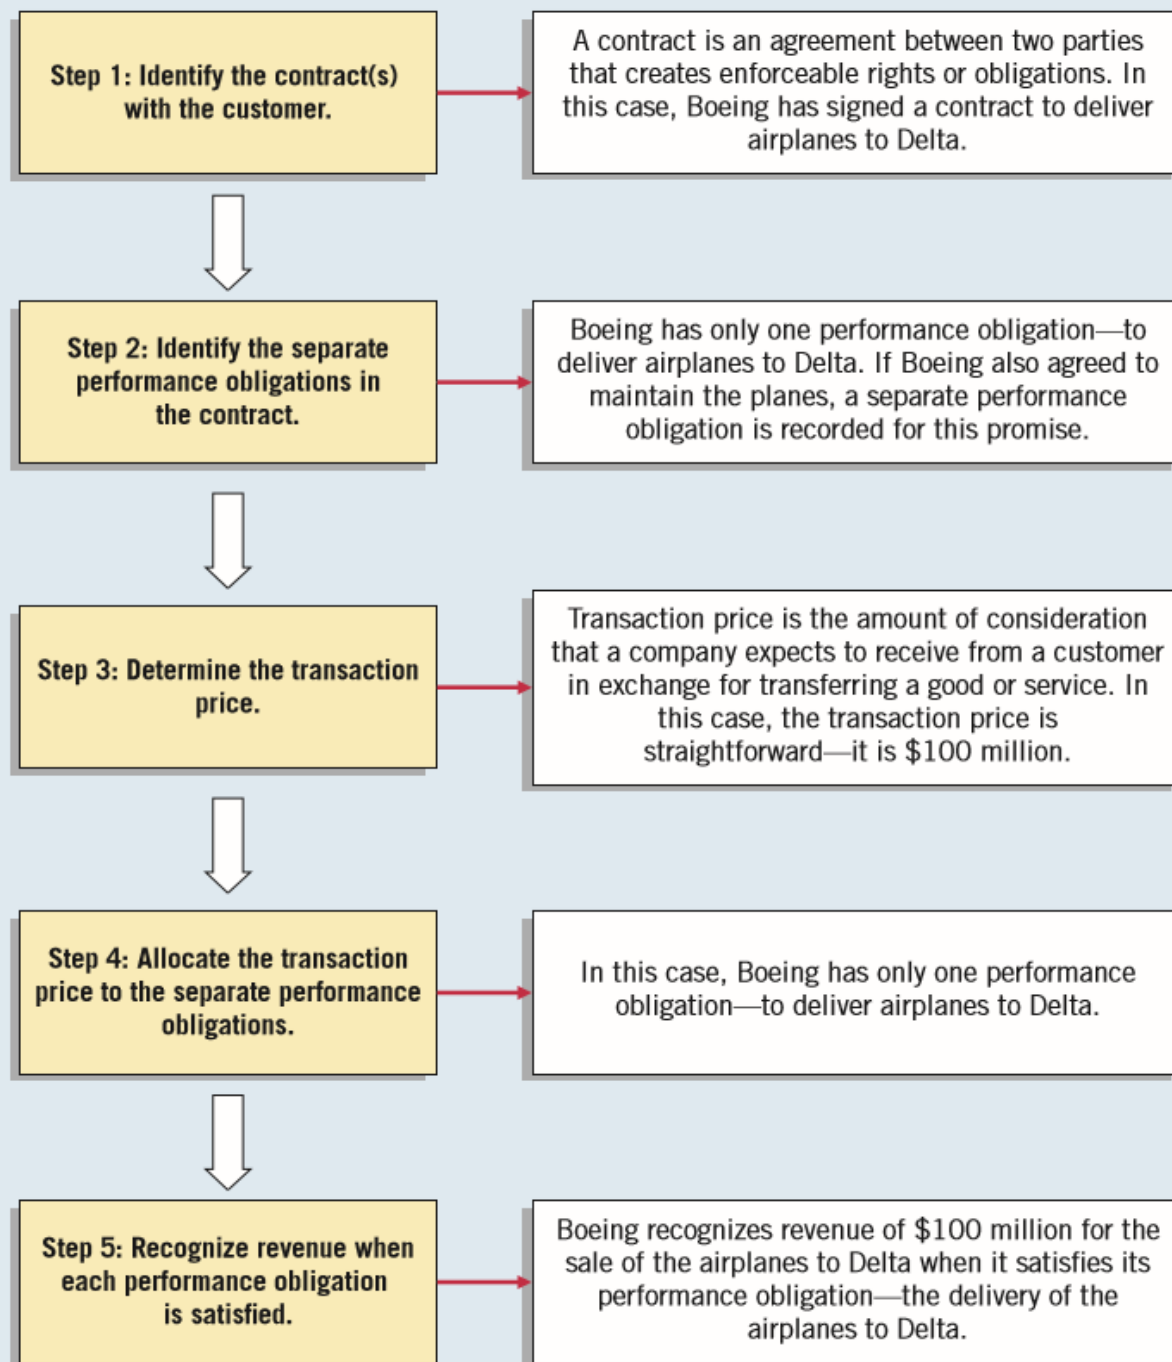 Step 1: Identify the contract(s)
with the customer.
A contract is an agreement between two parties
that creates enforceable rights or obligations. In
this case, Boeing has signed a contract to deliver
airplanes to Delta.
Step 2: Identify the separate
performance obligations in
the contract.
Boeing has only one performance obligation—to
deliver airplanes to Delta. If Boeing also agreed to
maintain the planes, a separate performance
obligation is recorded for this promise.
Step 3: Determine the transaction
price.
Transaction price is the amount of consideration
that a company expects to receive from a customer
in exchange for transferring a good or service. In
this case, the transaction price is
straightforward—it is $100 million.
Step 4: Allocate the transaction
price to the separate performance
obligations.
In this case, Boeing has only one performance
obligation—to deliver airplanes to Delta.
Step 5: Recognize revenue when
each performance obligation
is satisfied.
Boeing recognizes revenue of $100 million for the
sale of the airplanes to Delta when it satisfies its
performance obligation—the delivery of the
airplanes to Delta.